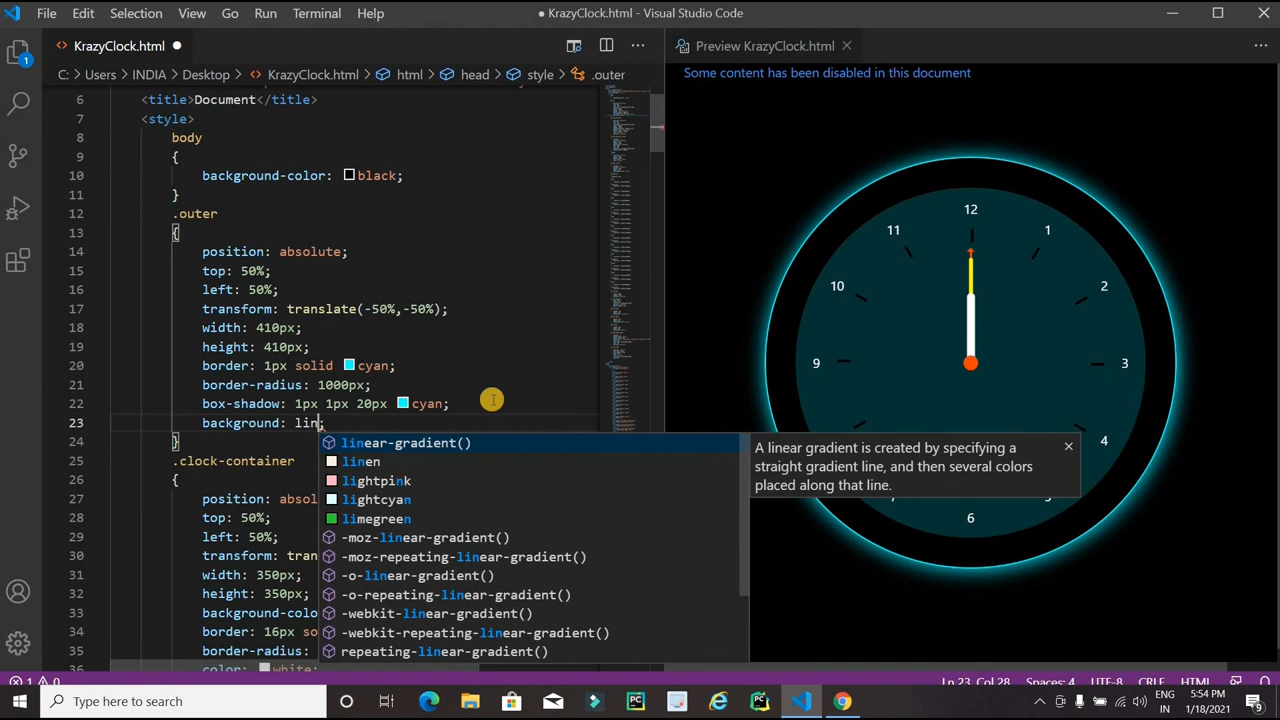 File Edit Selection View Go Run Terminal Help
● KrazyClock.html - Visual Studio Code
KrazyClock.html
Preview KrazyClock.html
C: > Users > INDIA > Desktop > KrazyClock.html > html > head > style > .outer
Some content has been disabled in this document
6 <title>Document</title>
7 <style>
8 body
9 {
10 background-color: black;
11 }
12 .outer
13 {
14 position: absolute;
15 top: 50%;
16 left: 50%;
17 transform: translate(-50%,-50%);
18 width: 410px;
19 height: 410px;
20 border: 1px solid cyan;
21 border-radius: 1000px;
22 box-shadow: 1px 1px 20px cyan;
23 background: lin;
24 }
25 .clock-container
26 {
27 position: absol
28 top: 50%;
29 left: 50%;
30 transform: tran
31 width: 350px;
32 height: 350px;
33 background-colo
34 border: 16px so
35 border-radius:
36 color: white;
linear-gradient()
linen
lightpink
lightcyan
limegreen
-moz-linear-gradient()
-moz-repeating-linear-gradient()
-o-linear-gradient()
-o-repeating-linear-gradient()
-webkit-linear-gradient()
-webkit-repeating-linear-gradient()
repeating-linear-gradient()
A linear gradient is created by specifying a
straight gradient line, and then several colors
placed along that line.
12
11 1
10 2
9 3
4
6
1
1 0
Ln 23, Col 28 Spaces: 4 UTF-8 CRLF HTML
Type here to search
ENG
IN
5:54 PM
1/18/2021